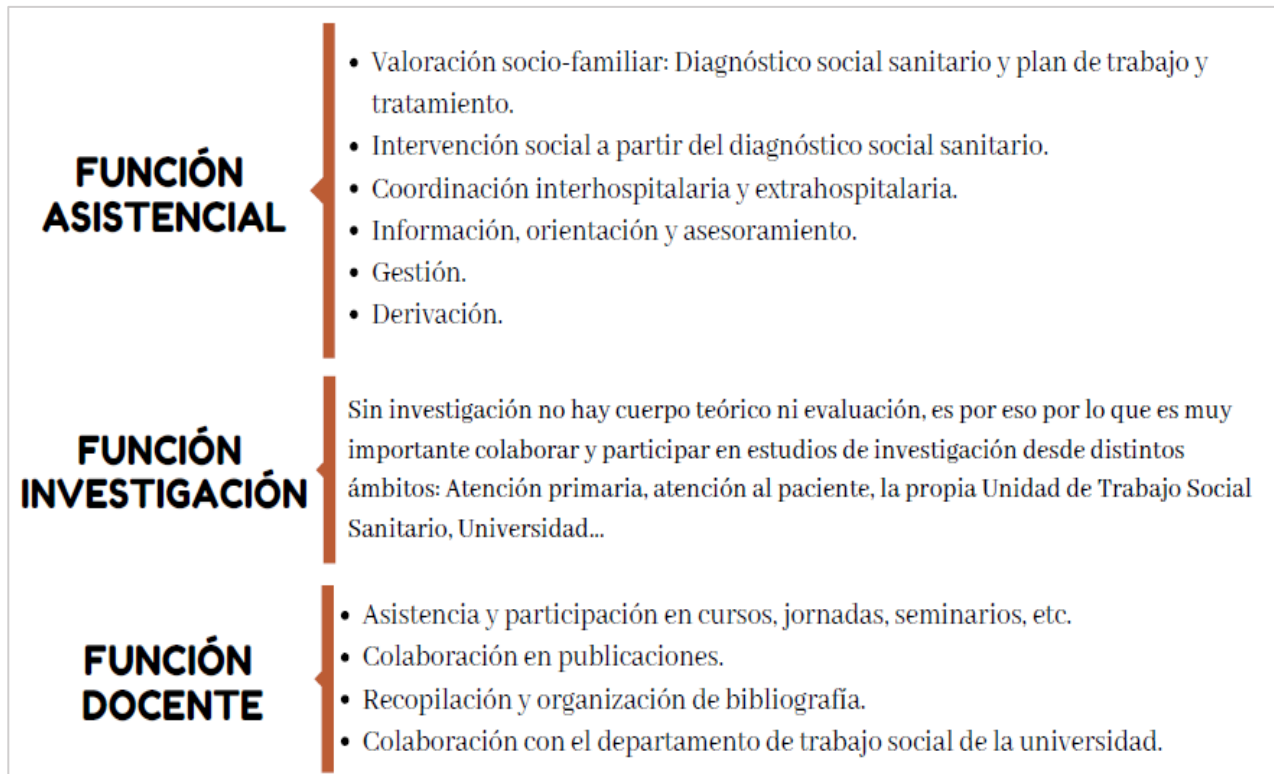 FUNCIÓN
ASISTENCIAL
• Valoración socio-familiar: Diagnóstico social sanitario y plan de trabajo y
tratamiento.
• Intervención social a partir del diagnóstico social sanitario.
• Coordinación interhospitalaria y extrahospitalaria.
• Información, orientación y asesoramiento.
• Gestión.
• Derivación.
FUNCIÓN
INVESTIGACIÓN
Sin investigación no hay cuerpo teórico ni evaluación, es por eso por lo que es muy
importante colaborar y participar en estudios de investigación desde distintos
ámbitos: Atención primaria, atención al paciente, la propia Unidad de Trabajo Social
Sanitario, Universidad...
FUNCIÓN
DOCENTE
• Asistencia y participación en cursos, jornadas, seminarios, etc.
• Colaboración en publicaciones.
• Recopilación y organización de bibliografía.
• Colaboración con el departamento de trabajo social de la universidad.